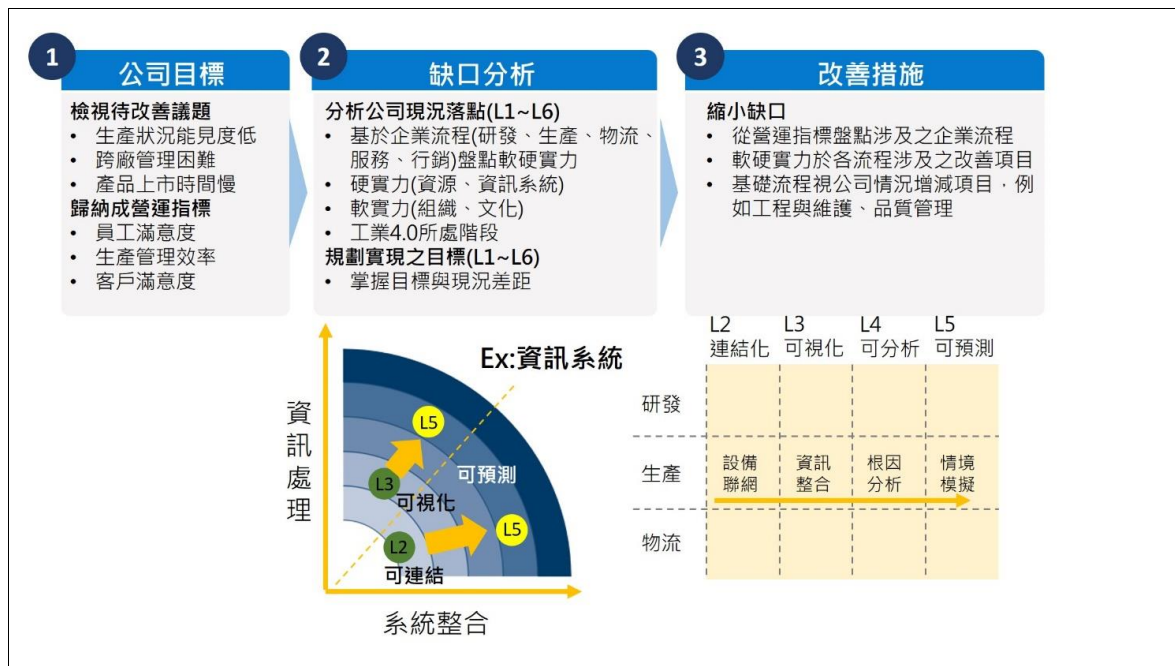 1
公司目標
檢視待改善議題
• 生產狀況能見度低
• 跨廠管理困難
• 產品上市時間慢
歸納成營運指標
• 員工滿意度
• 生產管理效率
• 客戶滿意度
2
缺口分析
分析公司現況落點(L1~L6)
• 基於企業流程(研發、生產、物流、
服務、行銷)盤點軟硬實力
• 硬實力(資源、資訊系統)
• 軟實力(組織、文化)
• 工業4.0所處階段
規劃實現之目標(L1~L6)
• 掌握目標與現況差距
3
改善措施
縮小缺口
• 從營運指標盤點涉及之企業流程
• 軟硬實力於各流程涉及之改善項目
• 基礎流程視公司情況增減項目，例
如工程與維護、品質管理
Ex:資訊系統
資訊處理
L5
可預測
L3
可視化
L5
L2
可連結
系統整合
L2 L3 L4 L5
連結化 可視化 可分析 可預測
研發
生產
設備 資訊 根因 情境
聯網 整合 分析 模擬
物流